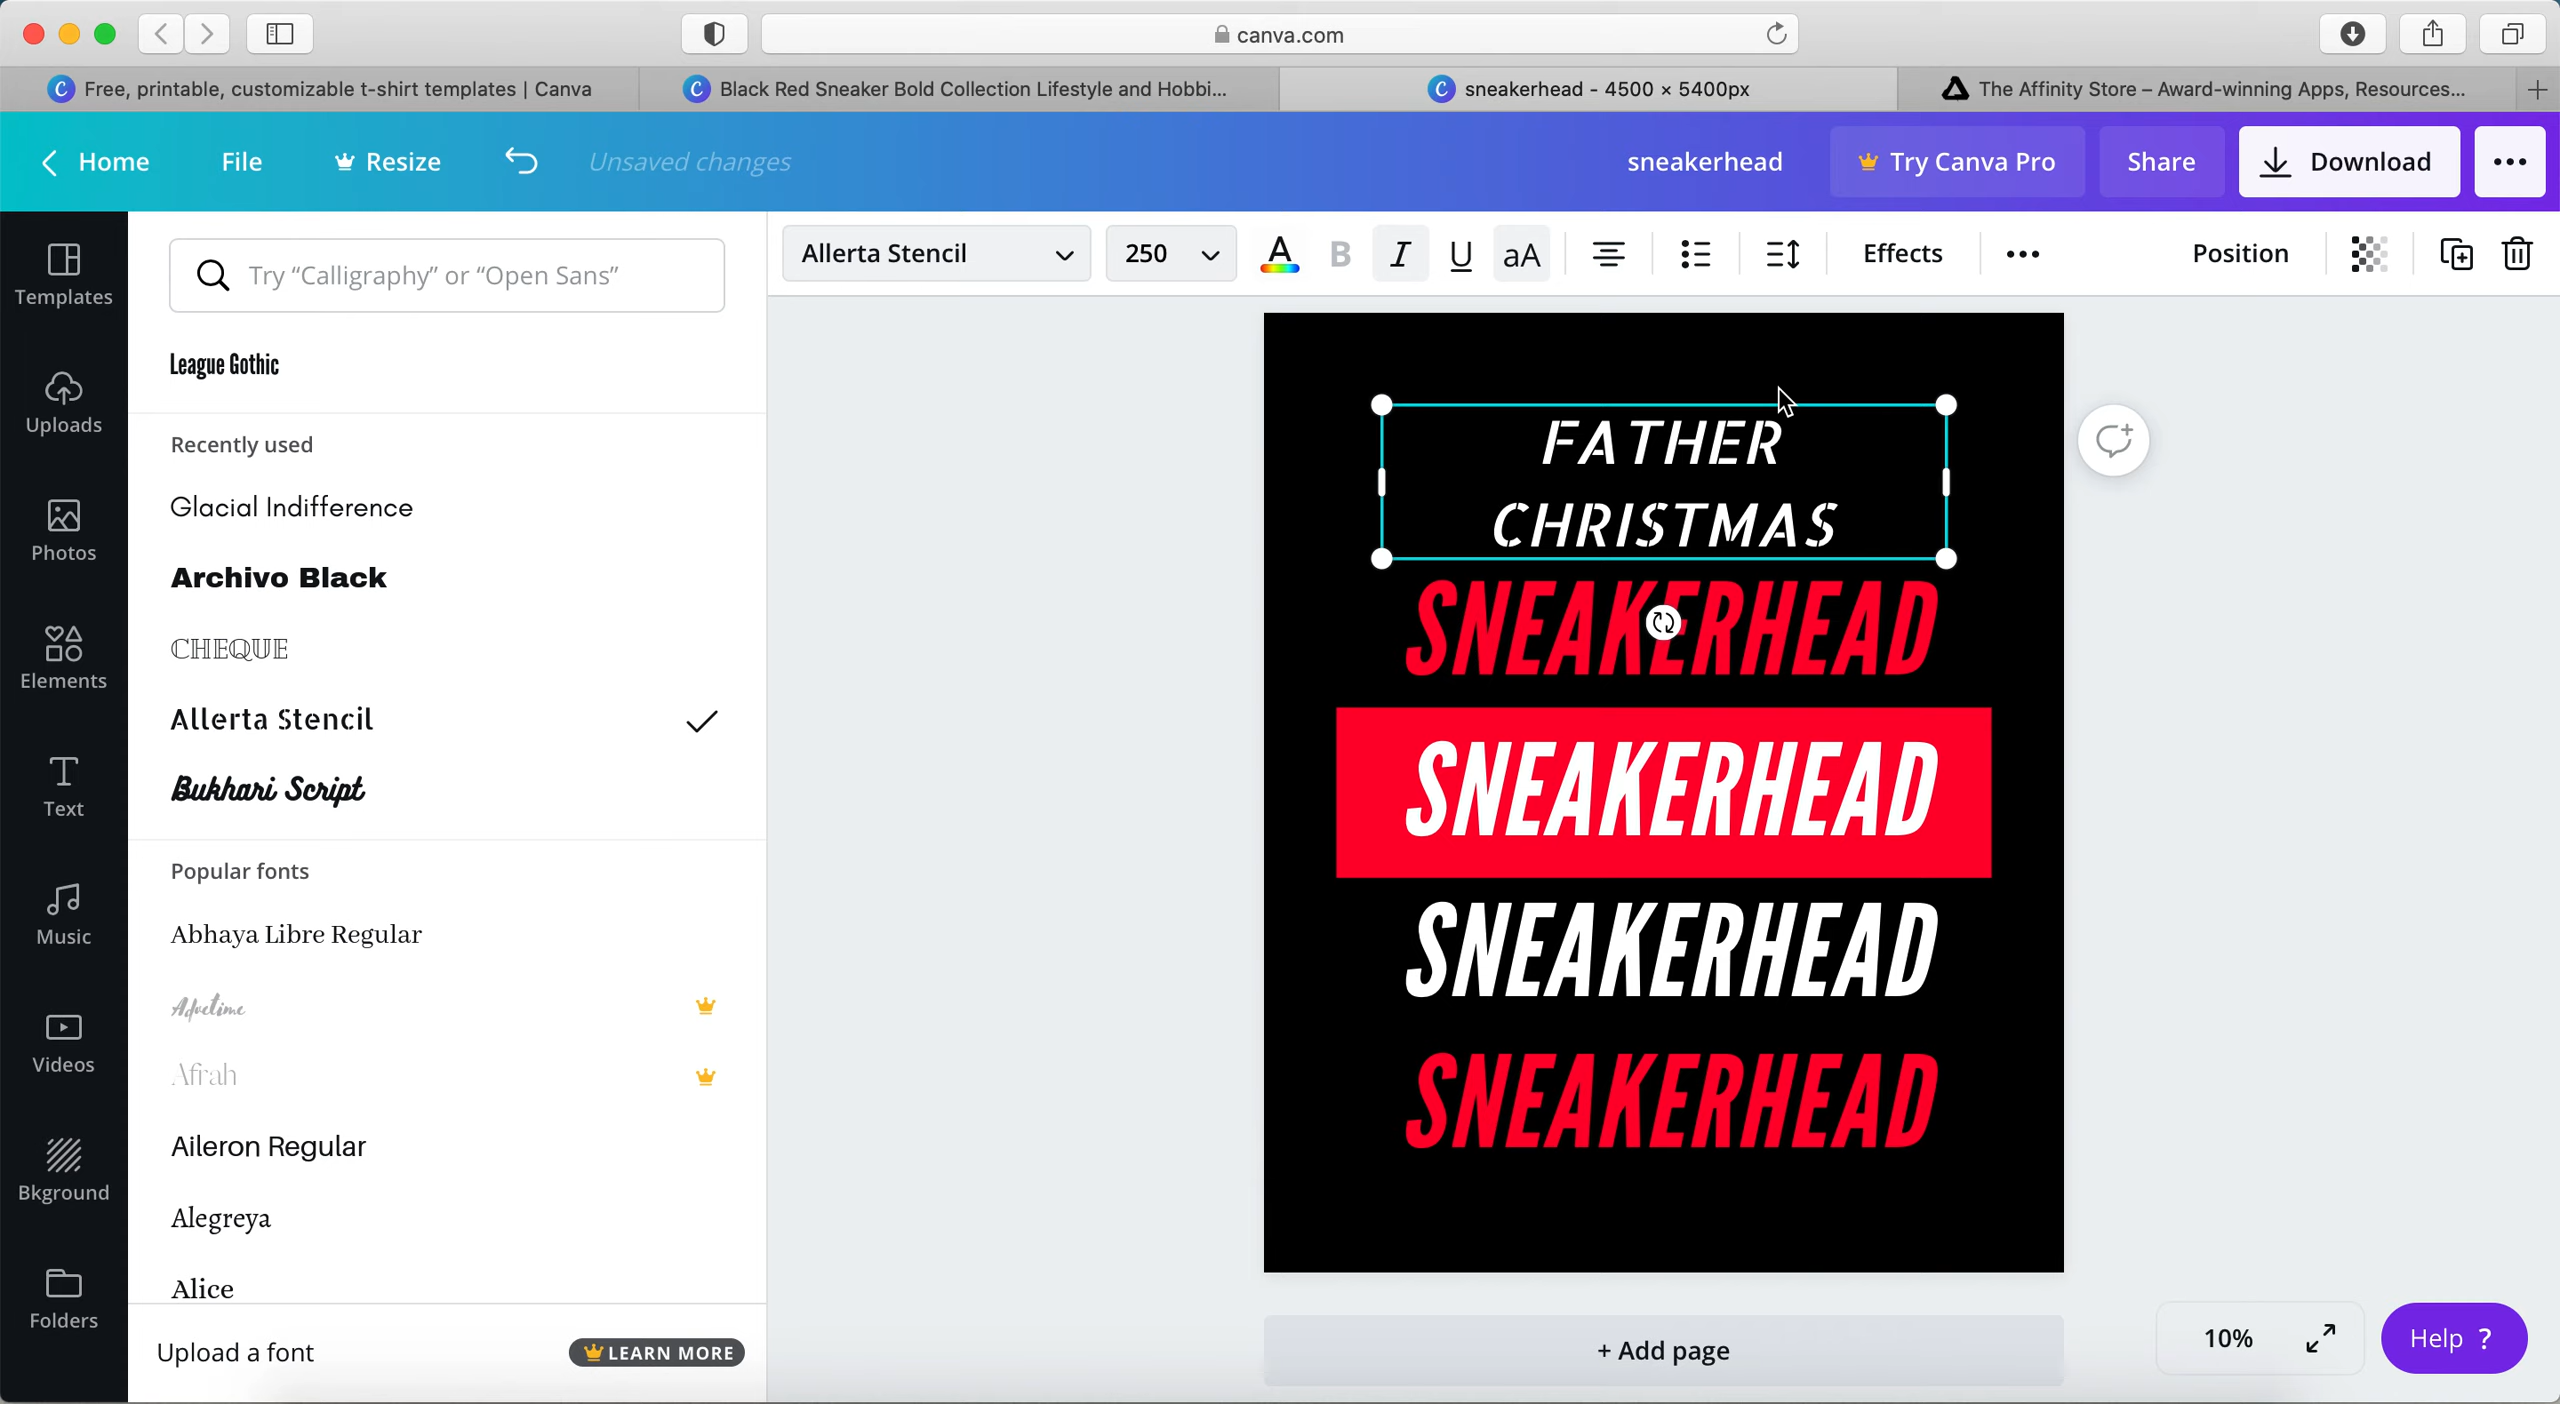 canva.com
Free, printable, customizable t-shirt templates | Canva
Black Red Sneaker Bold Collection Lifestyle and Hobbi...
sneakerhead - 4500 × 5400px
The Affinity Store – Award-winning Apps, Resources...
Home
File
Resize
Unsaved changes
sneakerhead
Try Canva Pro
Share
Download
Templates
Uploads
Photos
Elements
Text
Music
Videos
Bkground
Folders
Try “Calligraphy” or “Open Sans”
League Gothic
Recently used
Glacial Indifference
Archivo Black
CHEQUE
Allerta Stencil
Bukhari Script
Popular fonts
Abhaya Libre Regular
Advetime
Afrah
Aileron Regular
Alegreya
Alice
Upload a font
LEARN MORE
Allerta Stencil
250
A
B
I
U
aA
Effects
Position
FATHER
CHRISTMAS
SNEAKERHEAD
SNEAKERHEAD
SNEAKERHEAD
SNEAKERHEAD
+ Add page
10%
Help ?